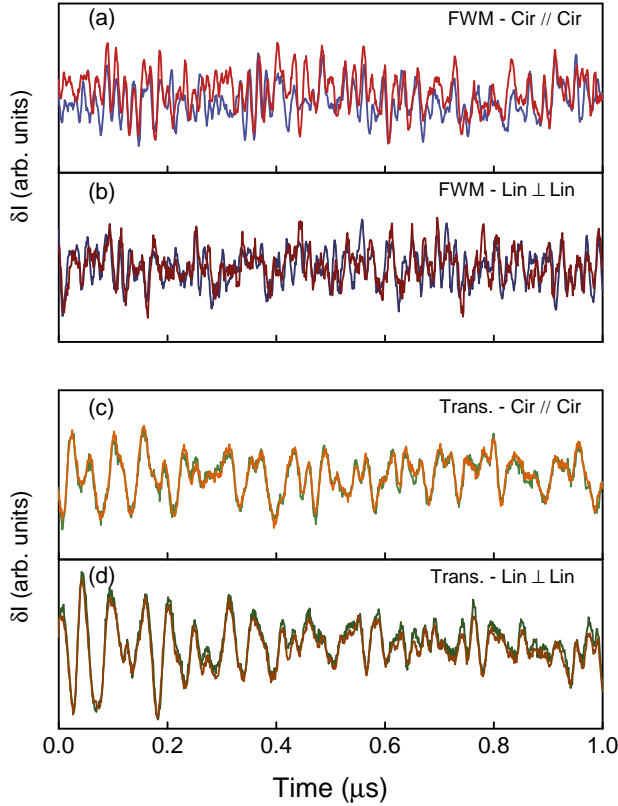 (a)
FWM - Cir // Cir
(b)
FWM - Lin ⊥ Lin
δI (arb. units)
(c)
Trans. - Cir // Cir
(d)
Trans. - Lin ⊥ Lin
δI (arb. units)
0.0 0.2 0.4 0.6 0.8 1.0
Time (μs)